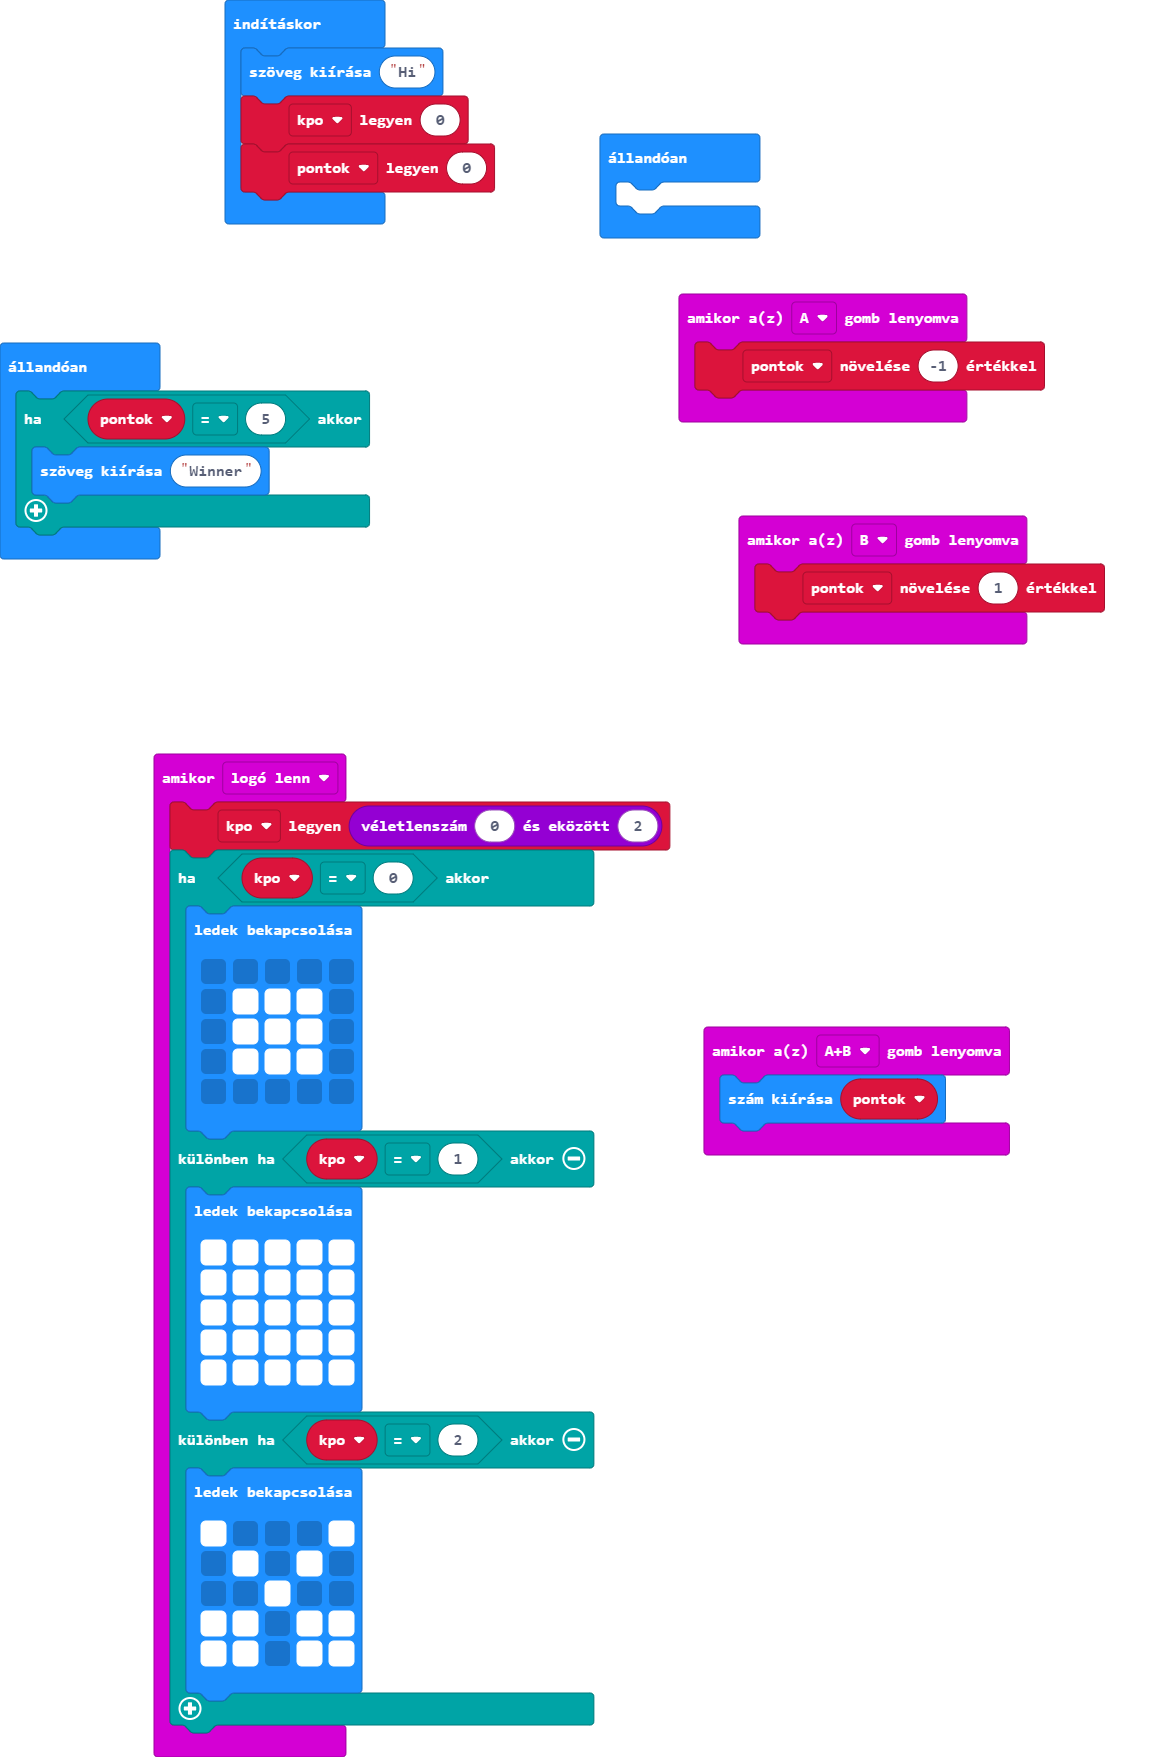 indításkor
szöveg kiírása "Hi"
kpo legyen 0
pontok legyen 0
állandóan
amikor a(z) A gomb lenyomva
pontok növelése -1 értékkel
állandóan
ha pontok = 5 akkor
szöveg kiírása "Winner"
amikor a(z) B gomb lenyomva
pontok növelése 1 értékkel
amikor logó lenn
kpo legyen véletlenszám 0 és eközött 2
ha kpo = 0 akkor
ledek bekapcsolása
amikor a(z) A+B gomb lenyomva
szám kiírása pontok
különben ha kpo = 1 akkor
ledek bekapcsolása
különben ha kpo = 2 akkor
ledek bekapcsolása